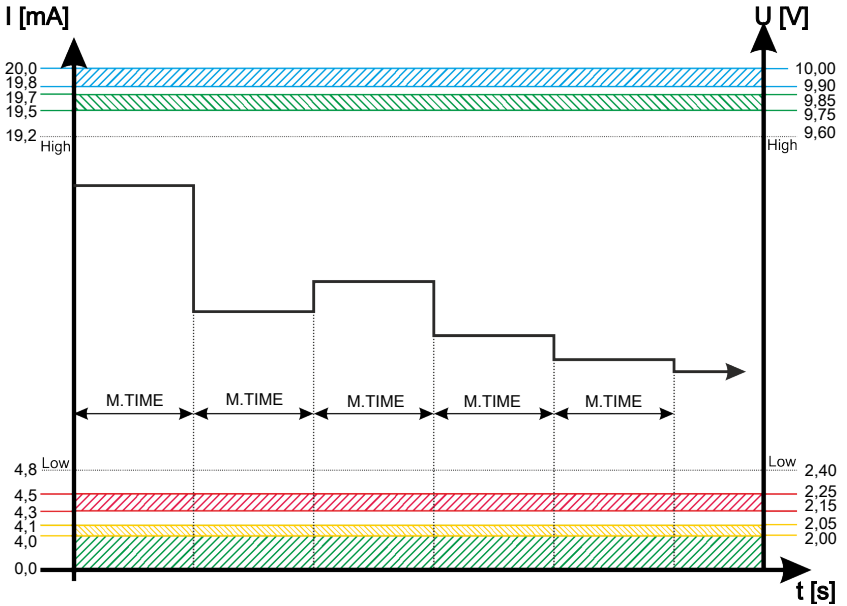 I [mA]
U [V]
20,0
10,00
19,8
9,90
19,7
9,85
19,5
9,75
19,2
9,60
High
High
M.TIME
M.TIME
M.TIME
M.TIME
M.TIME
Low
Low
4,8
2,40
4,5
2,25
4,3
2,15
4,1
2,05
4,0
2,00
0,0
t [s]